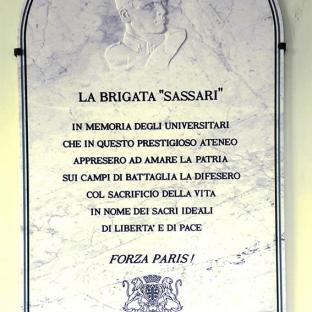 LA BRIGATA "SASSARI"
IN MEMORIA DEGLI UNIVERSITARI
CHE IN QUESTO PRESTIGIOSO ATENEO
APPRESERO AD AMARE LA PATRIA
SUI CAMPI DI BATTAGLIA LA DIFESERO
COL SACRIFICIO DELLA VITA
IN NOME DEI SACRI IDEALI
DI LIBERTA' E DI PACE
FORZA PARIS!